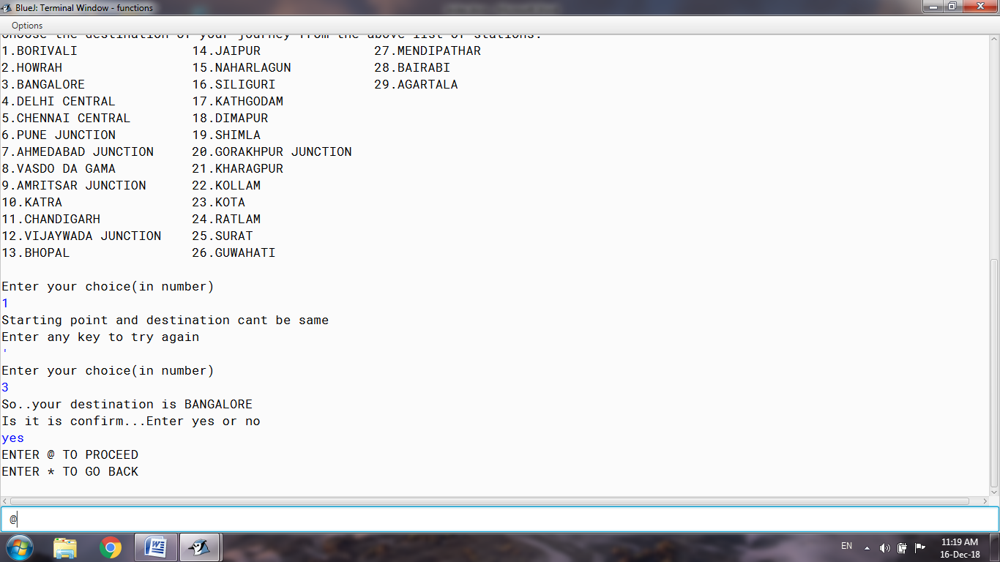 BlueJ: Terminal Window - functions
Options
Choose the destination of your journey from the above list of stations:
1.BORIVALI 14.JAIPUR 27.MENDIPATHAR
2.HOWRAH 15.NAHARLAGUN 28.BAIRABI
3.BANGALORE 16.SILIGURI 29.AGARTALA
4.DELHI CENTRAL 17.KATHGODAM
5.CHENNAI CENTRAL 18.DIMAPUR
6.PUNE JUNCTION 19.SHIMLA
7.AHMEDABAD JUNCTION 20.GORAKHPUR JUNCTION
8.VASDO DA GAMA 21.KHARAGPUR
9.AMRITSAR JUNCTION 22.KOLLAM
10.KATRA 23.KOTA
11.CHANDIGARH 24.RATLAM
12.VIJAYWADA JUNCTION 25.SURAT
13.BHOPAL 26.GUWAHATI
Enter your choice(in number)
1
Starting point and destination cant be same
Enter any key to try again
'
Enter your choice(in number)
3
So..your destination is BANGALORE
Is it is confirm...Enter yes or no
yes
ENTER @ TO PROCEED
ENTER * TO GO BACK
@
EN
11:19 AM
16-Dec-18